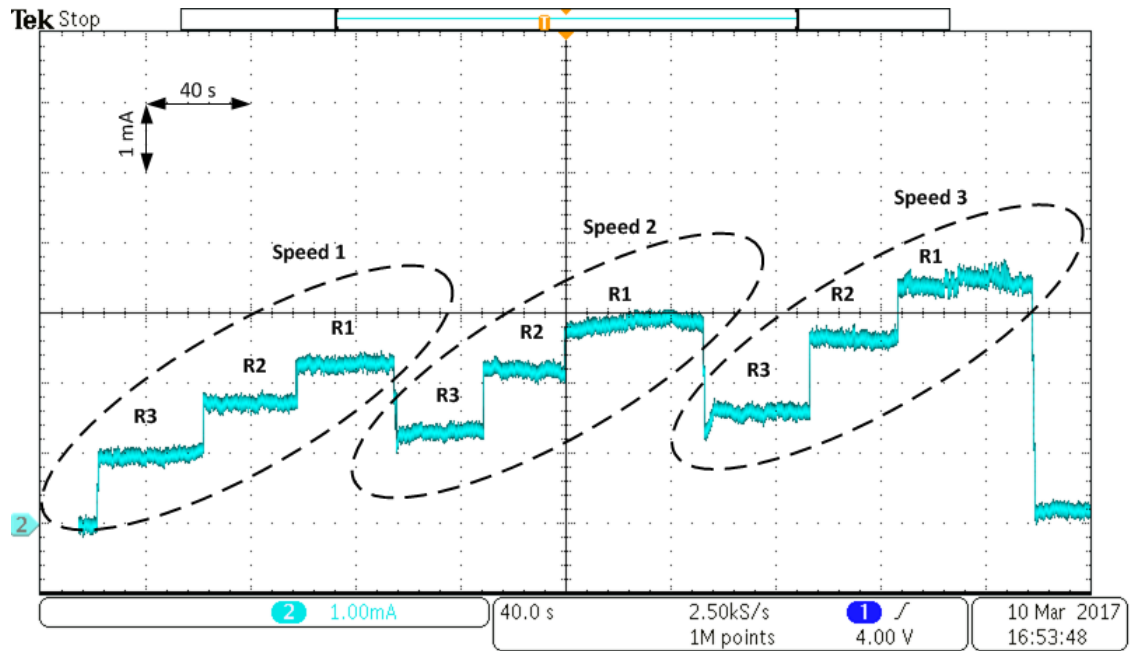 Tek Stop
T
40 s
1 mA
Speed 1
Speed 2
Speed 3
R3
R2
R1
R3
R2
R1
R3
R2
R1
2
2 1.00mA
40.0 s
2.50kS/s
1M points
1
4.00 V
10 Mar 2017
16:53:48